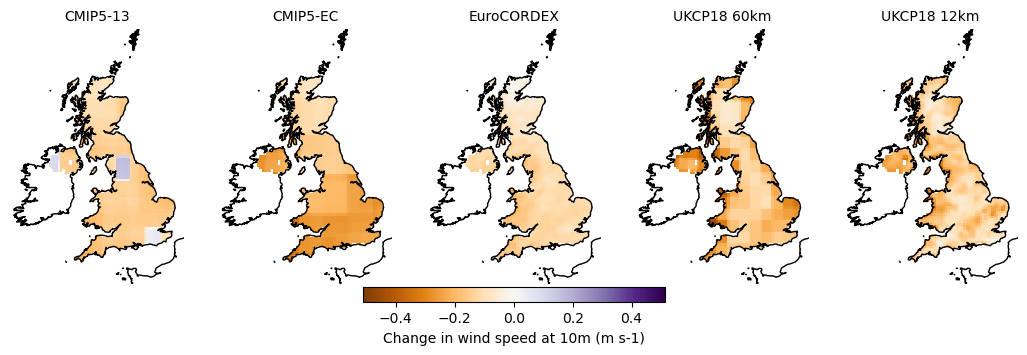 CMIP5-13 CMIP5-EC EuroCORDEX UKCP18 60km UKCP18 12km
−0.4 −0.2 0.0 0.2 0.4
Change in wind speed at 10m (m s-1)